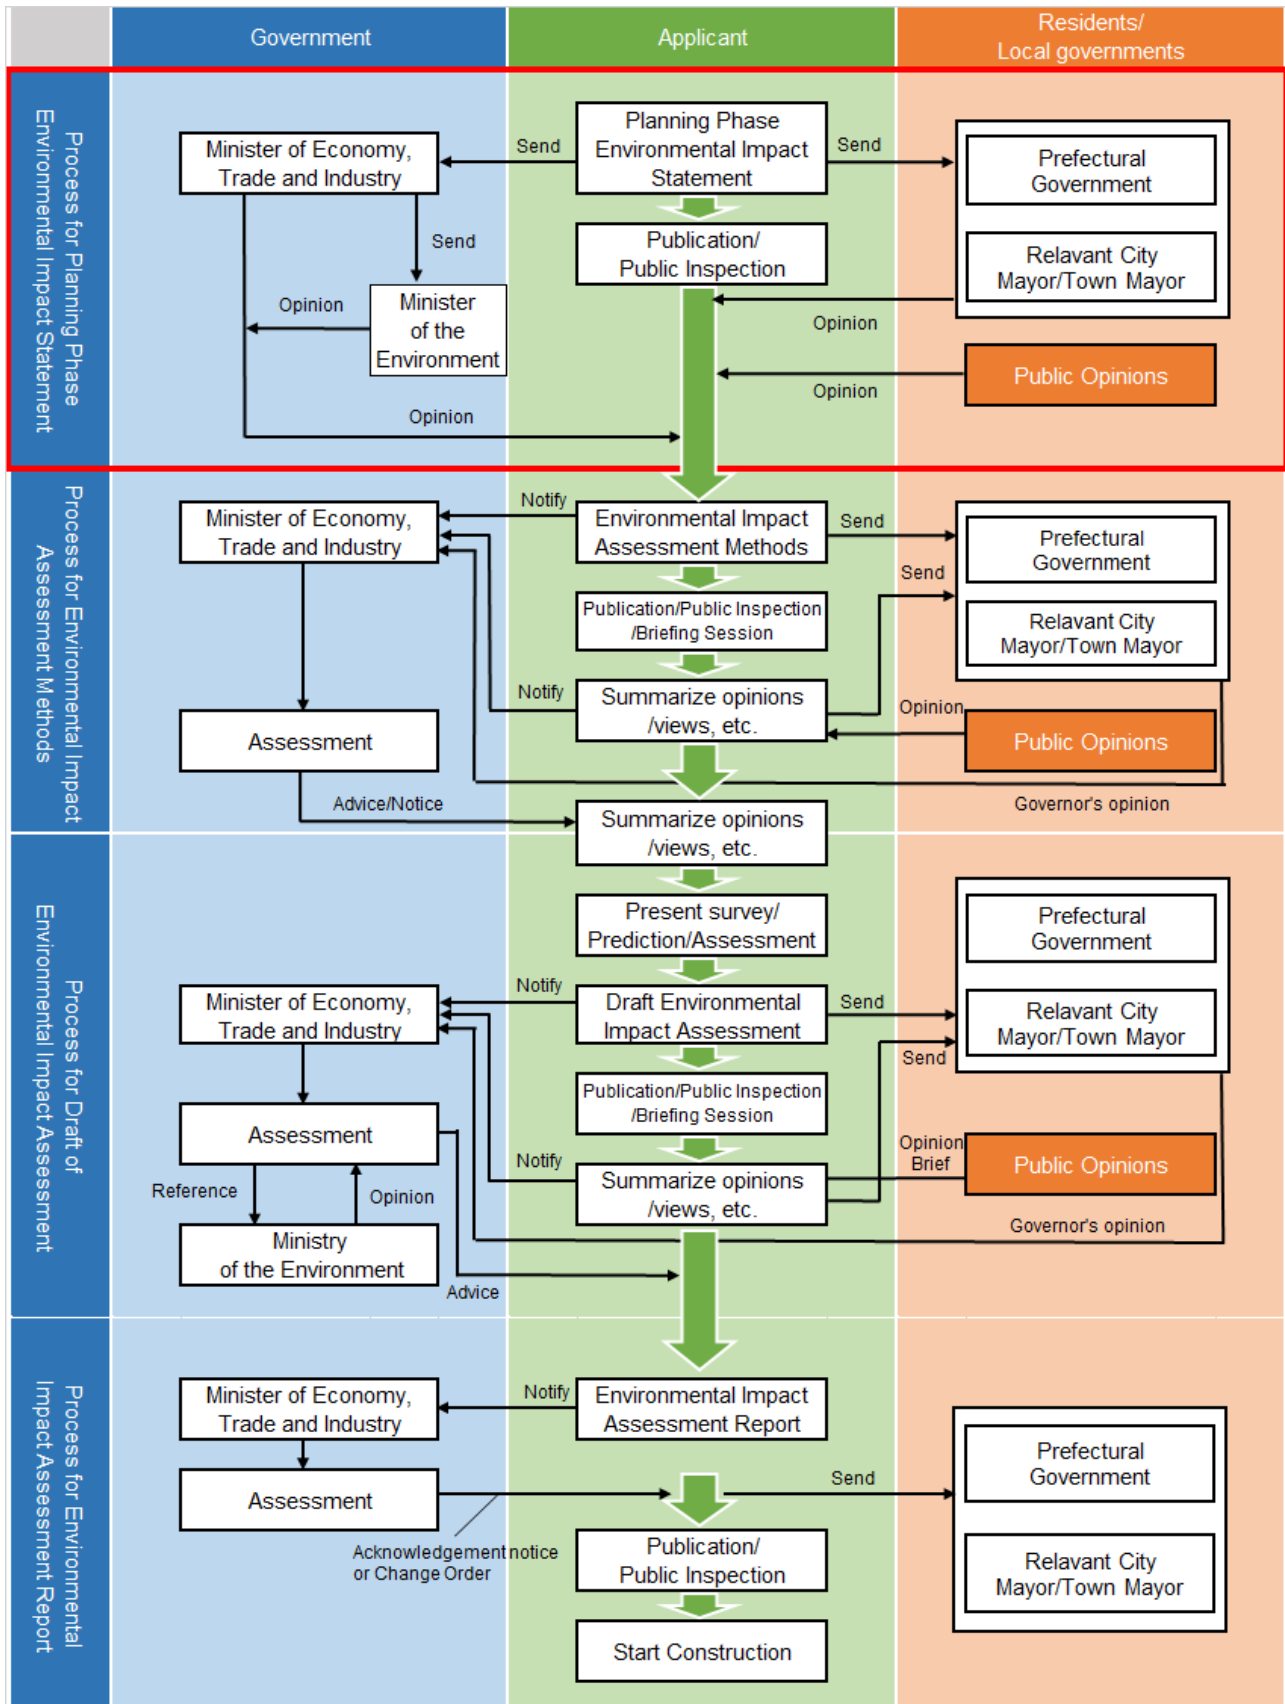 Government
Applicant
Residents/
Local governments
Process for Planning Phase
Environmental Impact Statement
Planning Phase
Environmental Impact
Statement
Send
Send
Minister of Economy,
Trade and Industry
Prefectural
Government
Send
Publication/
Public Inspection
Relavant City
Mayor/Town Mayor
Opinion
Minister
of the
Environment
Opinion
Public Opinions
Opinion
Opinion
Process for Environmental Impact
Assessment Methods
Notify
Minister of Economy,
Trade and Industry
Environmental Impact
Assessment Methods
Send
Prefectural
Government
Send
Publication/Public Inspection
/Briefing Session
Relavant City
Mayor/Town Mayor
Notify
Summarize opinions
/views, etc.
Opinion
Public Opinions
Assessment
Advice/Notice
Governor's opinion
Summarize opinions
/views, etc.
Process for Draft of
Environmental Impact Assessment
Present survey/
Prediction/Assessment
Prefectural
Government
Notify
Minister of Economy,
Trade and Industry
Draft Environmental
Impact Assessment
Send
Relavant City
Mayor/Town Mayor
Send
Publication/Public Inspection
/Briefing Session
Assessment
Notify
Summarize opinions
/views, etc.
Opinion
Brief
Public Opinions
Reference
Opinion
Governor's opinion
Ministry
of the Environment
Advice
Process for Environmental
Impact Assessment Report
Notify
Minister of Economy,
Trade and Industry
Environmental Impact
Assessment Report
Prefectural
Government
Assessment
Send
Acknowledgement notice
or Change Order
Publication/
Public Inspection
Relavant City
Mayor/Town Mayor
Start Construction